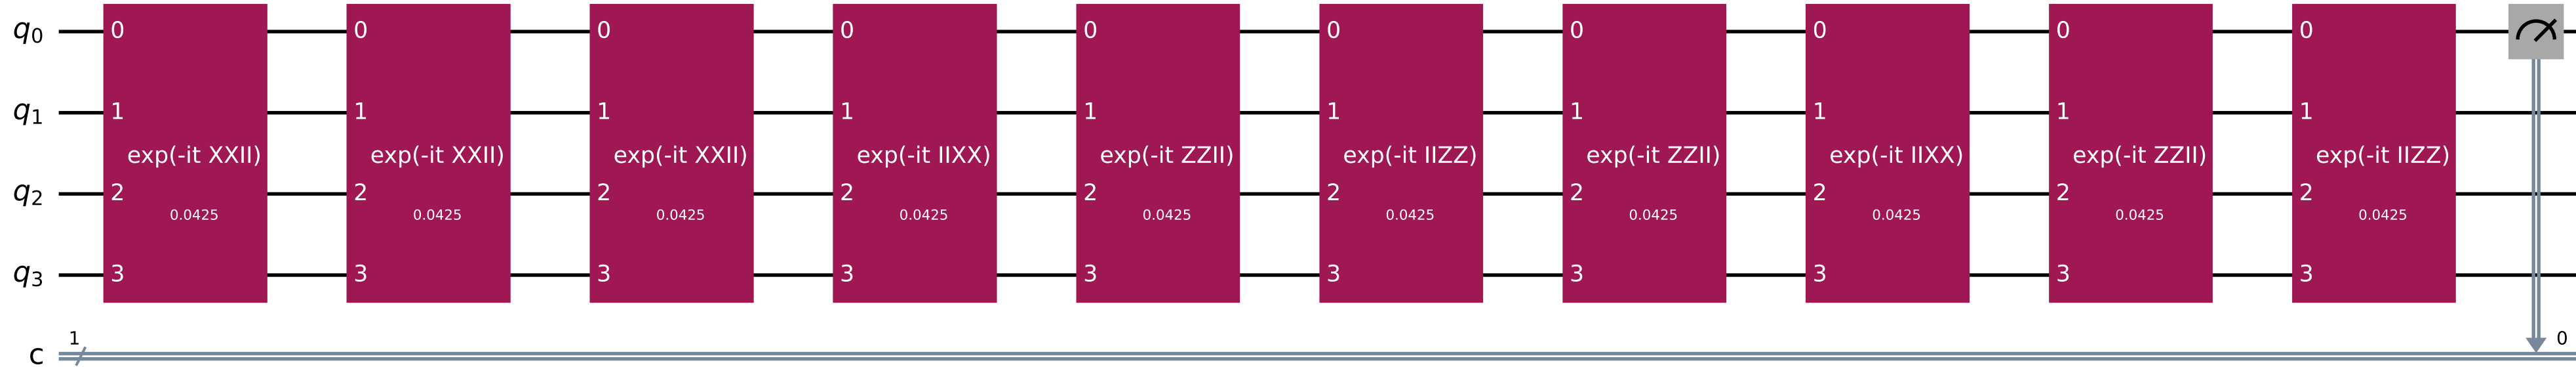 q0 0 0 0 0 0 0 0 0 0 0
q1 1 1 1 1 1 1 1 1 1 1
exp(-it XXII) exp(-it XXII) exp(-it XXII) exp(-it IIXX) exp(-it ZZII) exp(-it IIZZ) exp(-it ZZII) exp(-it IIXX) exp(-it ZZII) exp(-it IIZZ)
q2 2 2 2 2 2 2 2 2 2 2
0.0425 0.0425 0.0425 0.0425 0.0425 0.0425 0.0425 0.0425 0.0425 0.0425
q3 3 3 3 3 3 3 3 3 3 3
1 0
c